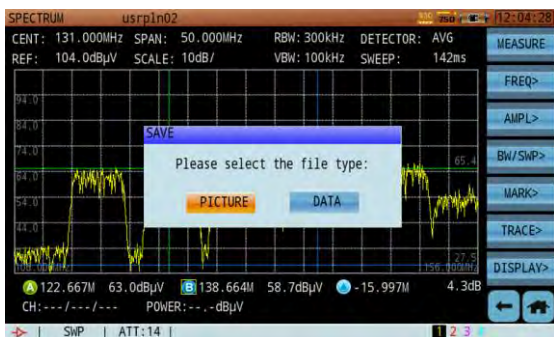 SPECTRUM usrpln02 12:04:28
CENT: 131.000MHz SPAN: 50.000MHz RBW: 300kHz DETECTOR: AVG
REF: 104.0dBμV SCALE: 10dB/ VBW: 100kHz SWEEP: 142ms
MEASURE
FREQ>
AMPL>
BW/SWP>
MARK>
TRACE>
DISPLAY>
94.0
84.0
74.0
64.0
54.0
44.0
65.4
27.5
156.000MHz
SAVE
Please select the file type:
PICTURE DATA
A 122.667M 63.0dBμV B 138.664M 58.7dBμV -15.997M 4.3dB
CH:---/---/--- POWER:--.-dBμV
SWP | ATT:14 | 1 2 3